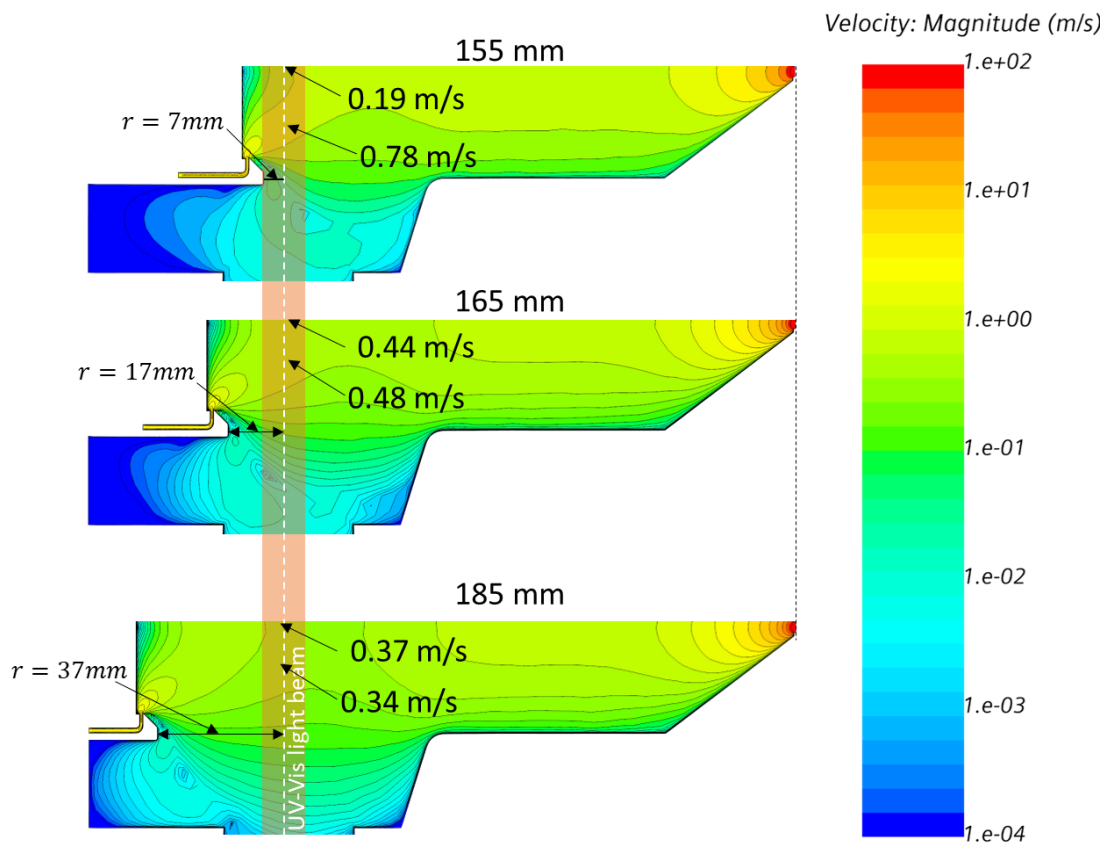 Velocity: Magnitude (m/s)
155 mm
0.19 m/s
r = 7mm
0.78 m/s
165 mm
0.44 m/s
r = 17mm
0.48 m/s
185 mm
0.37 m/s
r = 37mm
0.34 m/s
UV-Vis light beam
1.e+02
1.e+01
1.e+00
1.e-01
1.e-02
1.e-03
1.e-04